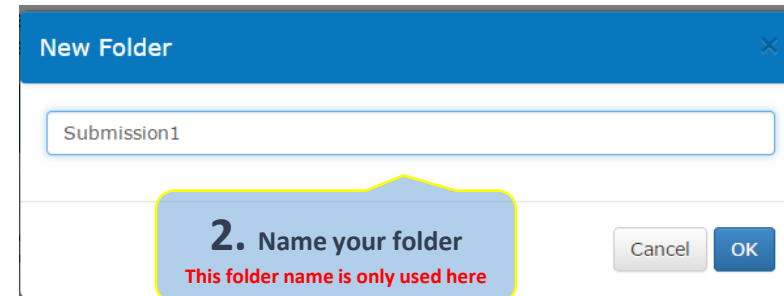 New Folder ×
Submission1
2. Name your folder
This folder name is only used here
Cancel OK